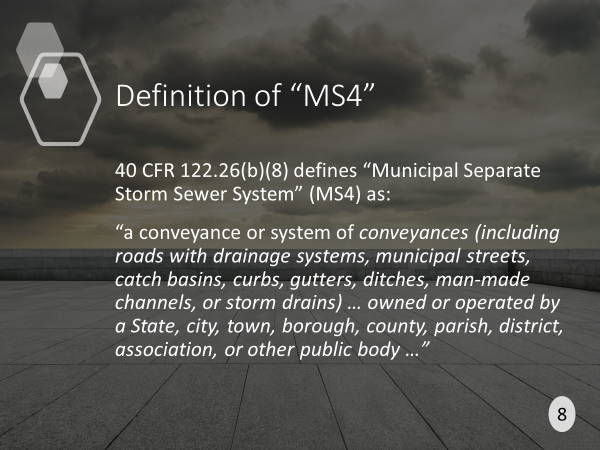 Definition of “MS4”
40 CFR 122.26(b)(8) defines “Municipal Separate
Storm Sewer System” (MS4) as:
“a conveyance or system of conveyances (including
roads with drainage systems, municipal streets,
catch basins, curbs, gutters, ditches, man-made
channels, or storm drains) … owned or operated by
a State, city, town, borough, county, parish, district,
association, or other public body …”
8